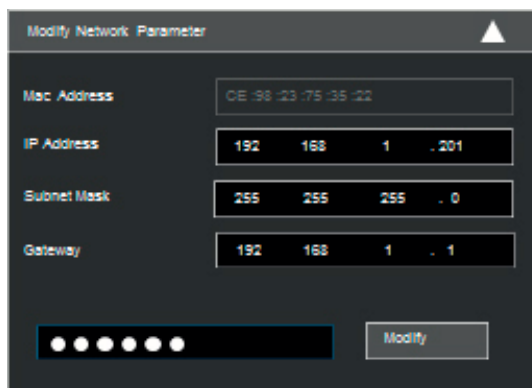 Modify Network Parameter
Mac Address CE :98 :23 :75 :35 :22
IP Address 192 168 1 . 201
Subnet Mask 255 255 255 . 0
Gateway 192 168 1 . 1
Modify